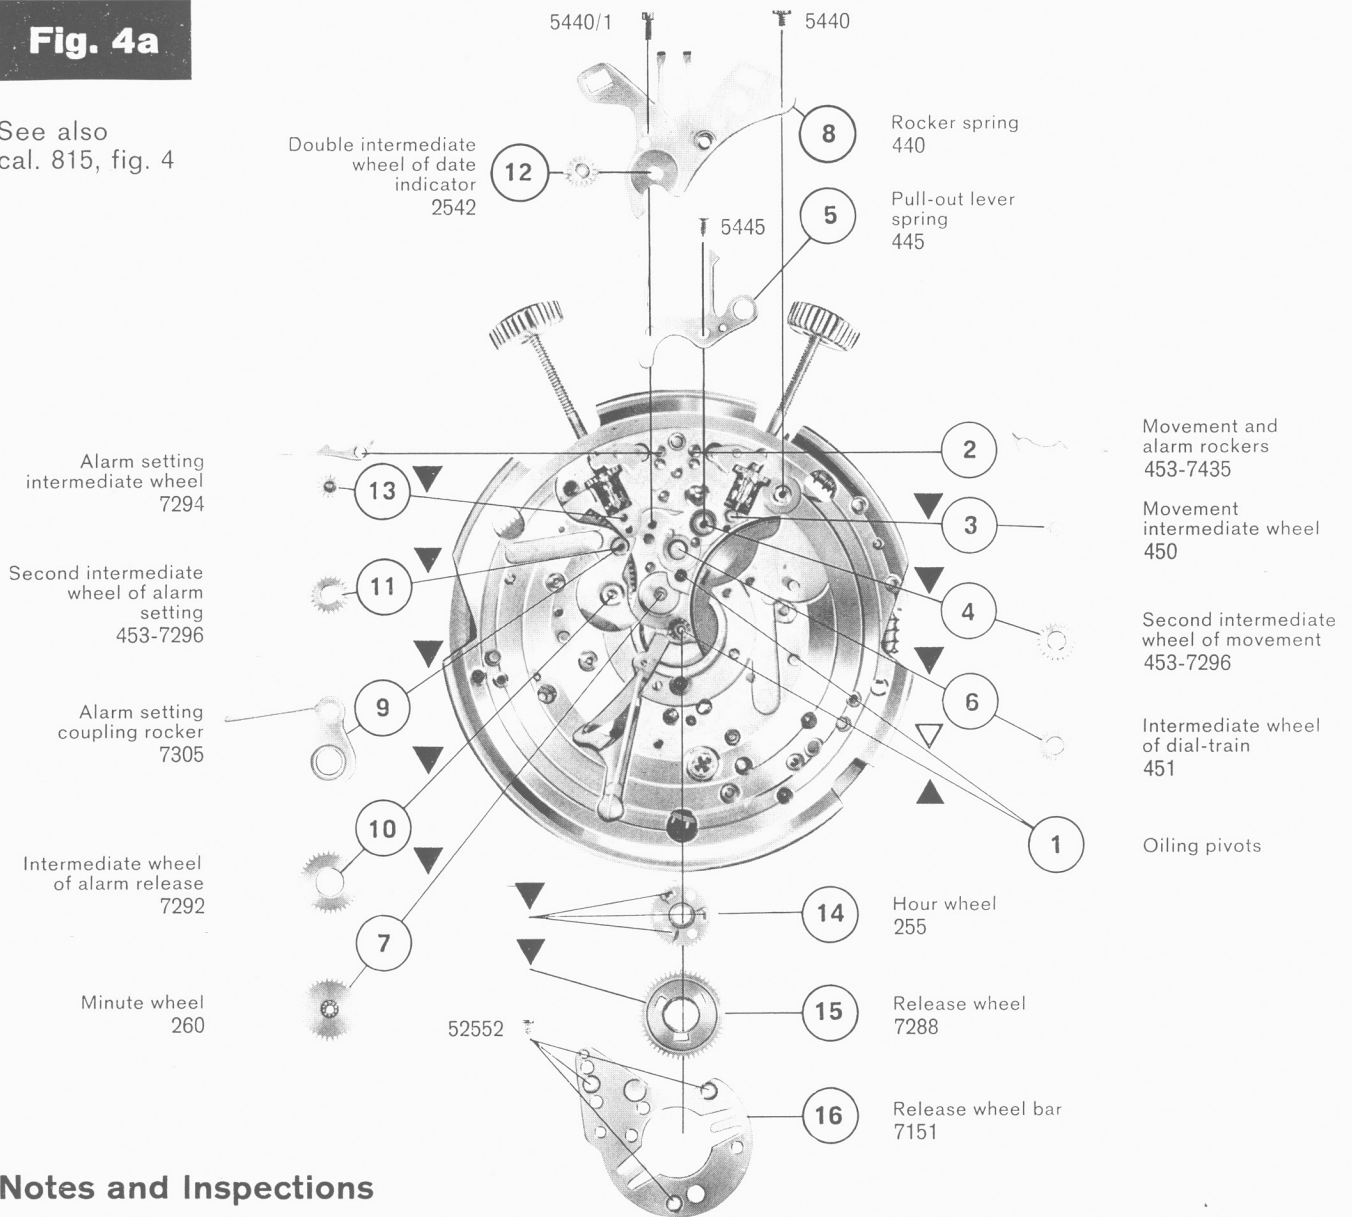 Fig. 4a
See also
cal. 815, fig. 4
5440/1
5440
8
Rocker spring
440
Double intermediate
wheel of date
indicator
2542
12
5
Pull-out lever
spring
445
5445
2
Movement and
alarm rockers
453-7435
Alarm setting
intermediate wheel
7294
13
3
Movement
intermediate wheel
450
Second intermediate
wheel of alarm
setting
453-7296
11
4
Second intermediate
wheel of movement
453-7296
Alarm setting
coupling rocker
7305
9
6
Intermediate wheel
of dial-train
451
10
1
Oiling pivots
Intermediate wheel
of alarm release
7292
7
14
Hour wheel
255
Minute wheel
260
15
Release wheel
7288
52552
16
Release wheel bar
7151
Notes and Inspections